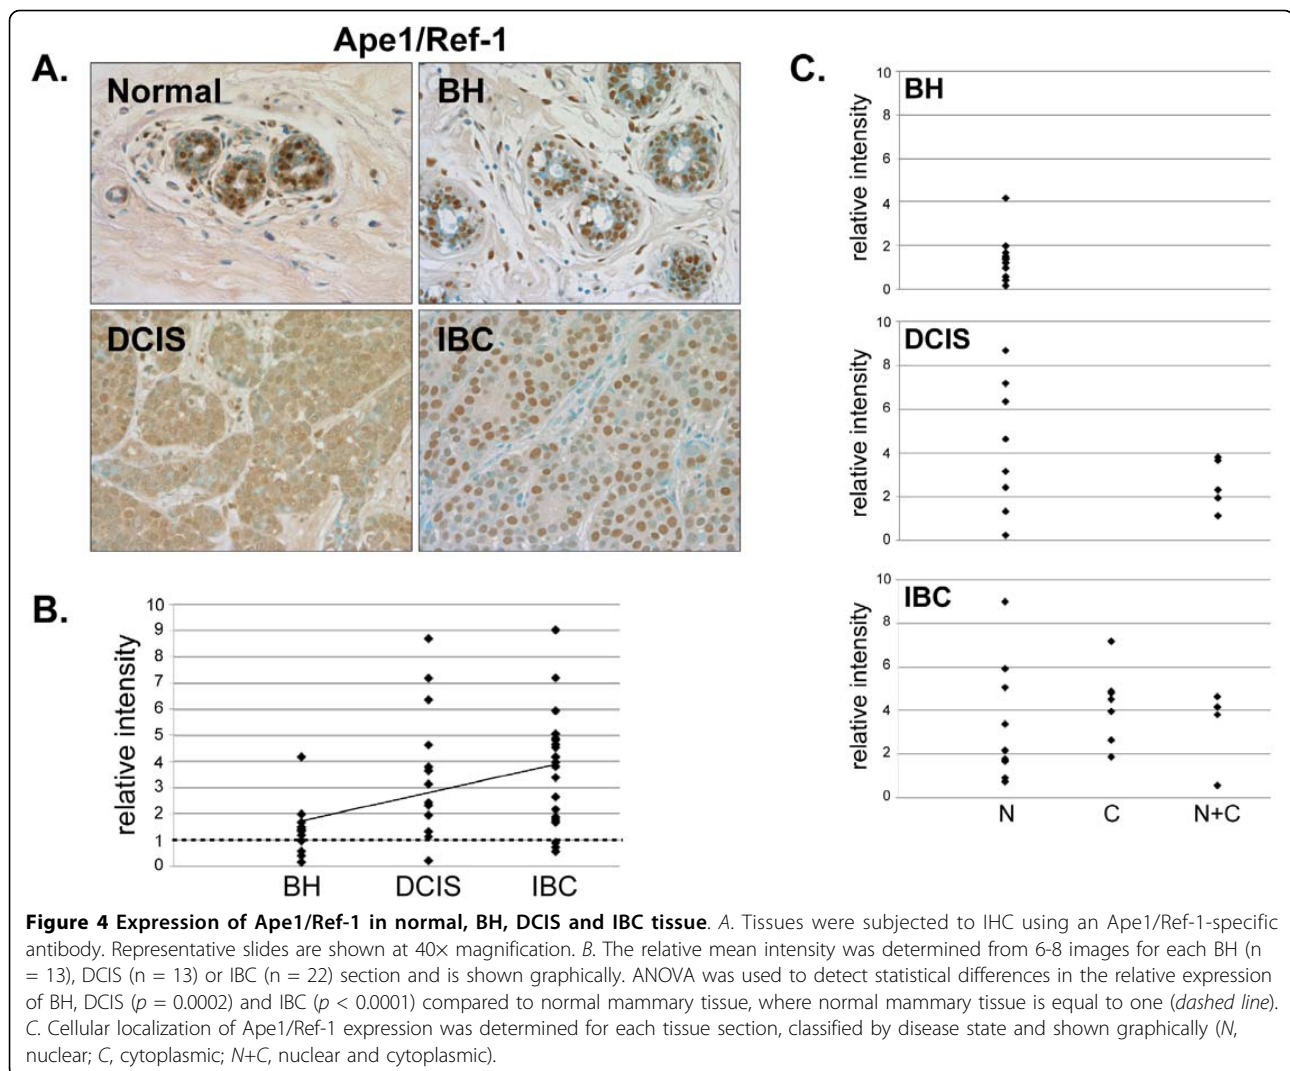 Ape1/Ref-1
A.
Normal
BH
DCIS
IBC
B.
relative intensity
10
9
8
7
6
5
4
3
2
1
0
BH DCIS IBC
C.
BH
relative intensity
10
8
6
4
2
0
DCIS
relative intensity
10
8
6
4
2
0
IBC
relative intensity
10
8
6
4
2
0
N C N+C
Figure 4 Expression of Ape1/Ref-1 in normal, BH, DCIS and IBC tissue. A. Tissues were subjected to IHC using an Ape1/Ref-1-specific
antibody. Representative slides are shown at 40× magnification. B. The relative mean intensity was determined from 6-8 images for each BH (n
= 13), DCIS (n = 13) or IBC (n = 22) section and is shown graphically. ANOVA was used to detect statistical differences in the relative expression
of BH, DCIS (p = 0.0002) and IBC (p < 0.0001) compared to normal mammary tissue, where normal mammary tissue is equal to one (dashed line).
C. Cellular localization of Ape1/Ref-1 expression was determined for each tissue section, classified by disease state and shown graphically (N,
nuclear; C, cytoplasmic; N+C, nuclear and cytoplasmic).